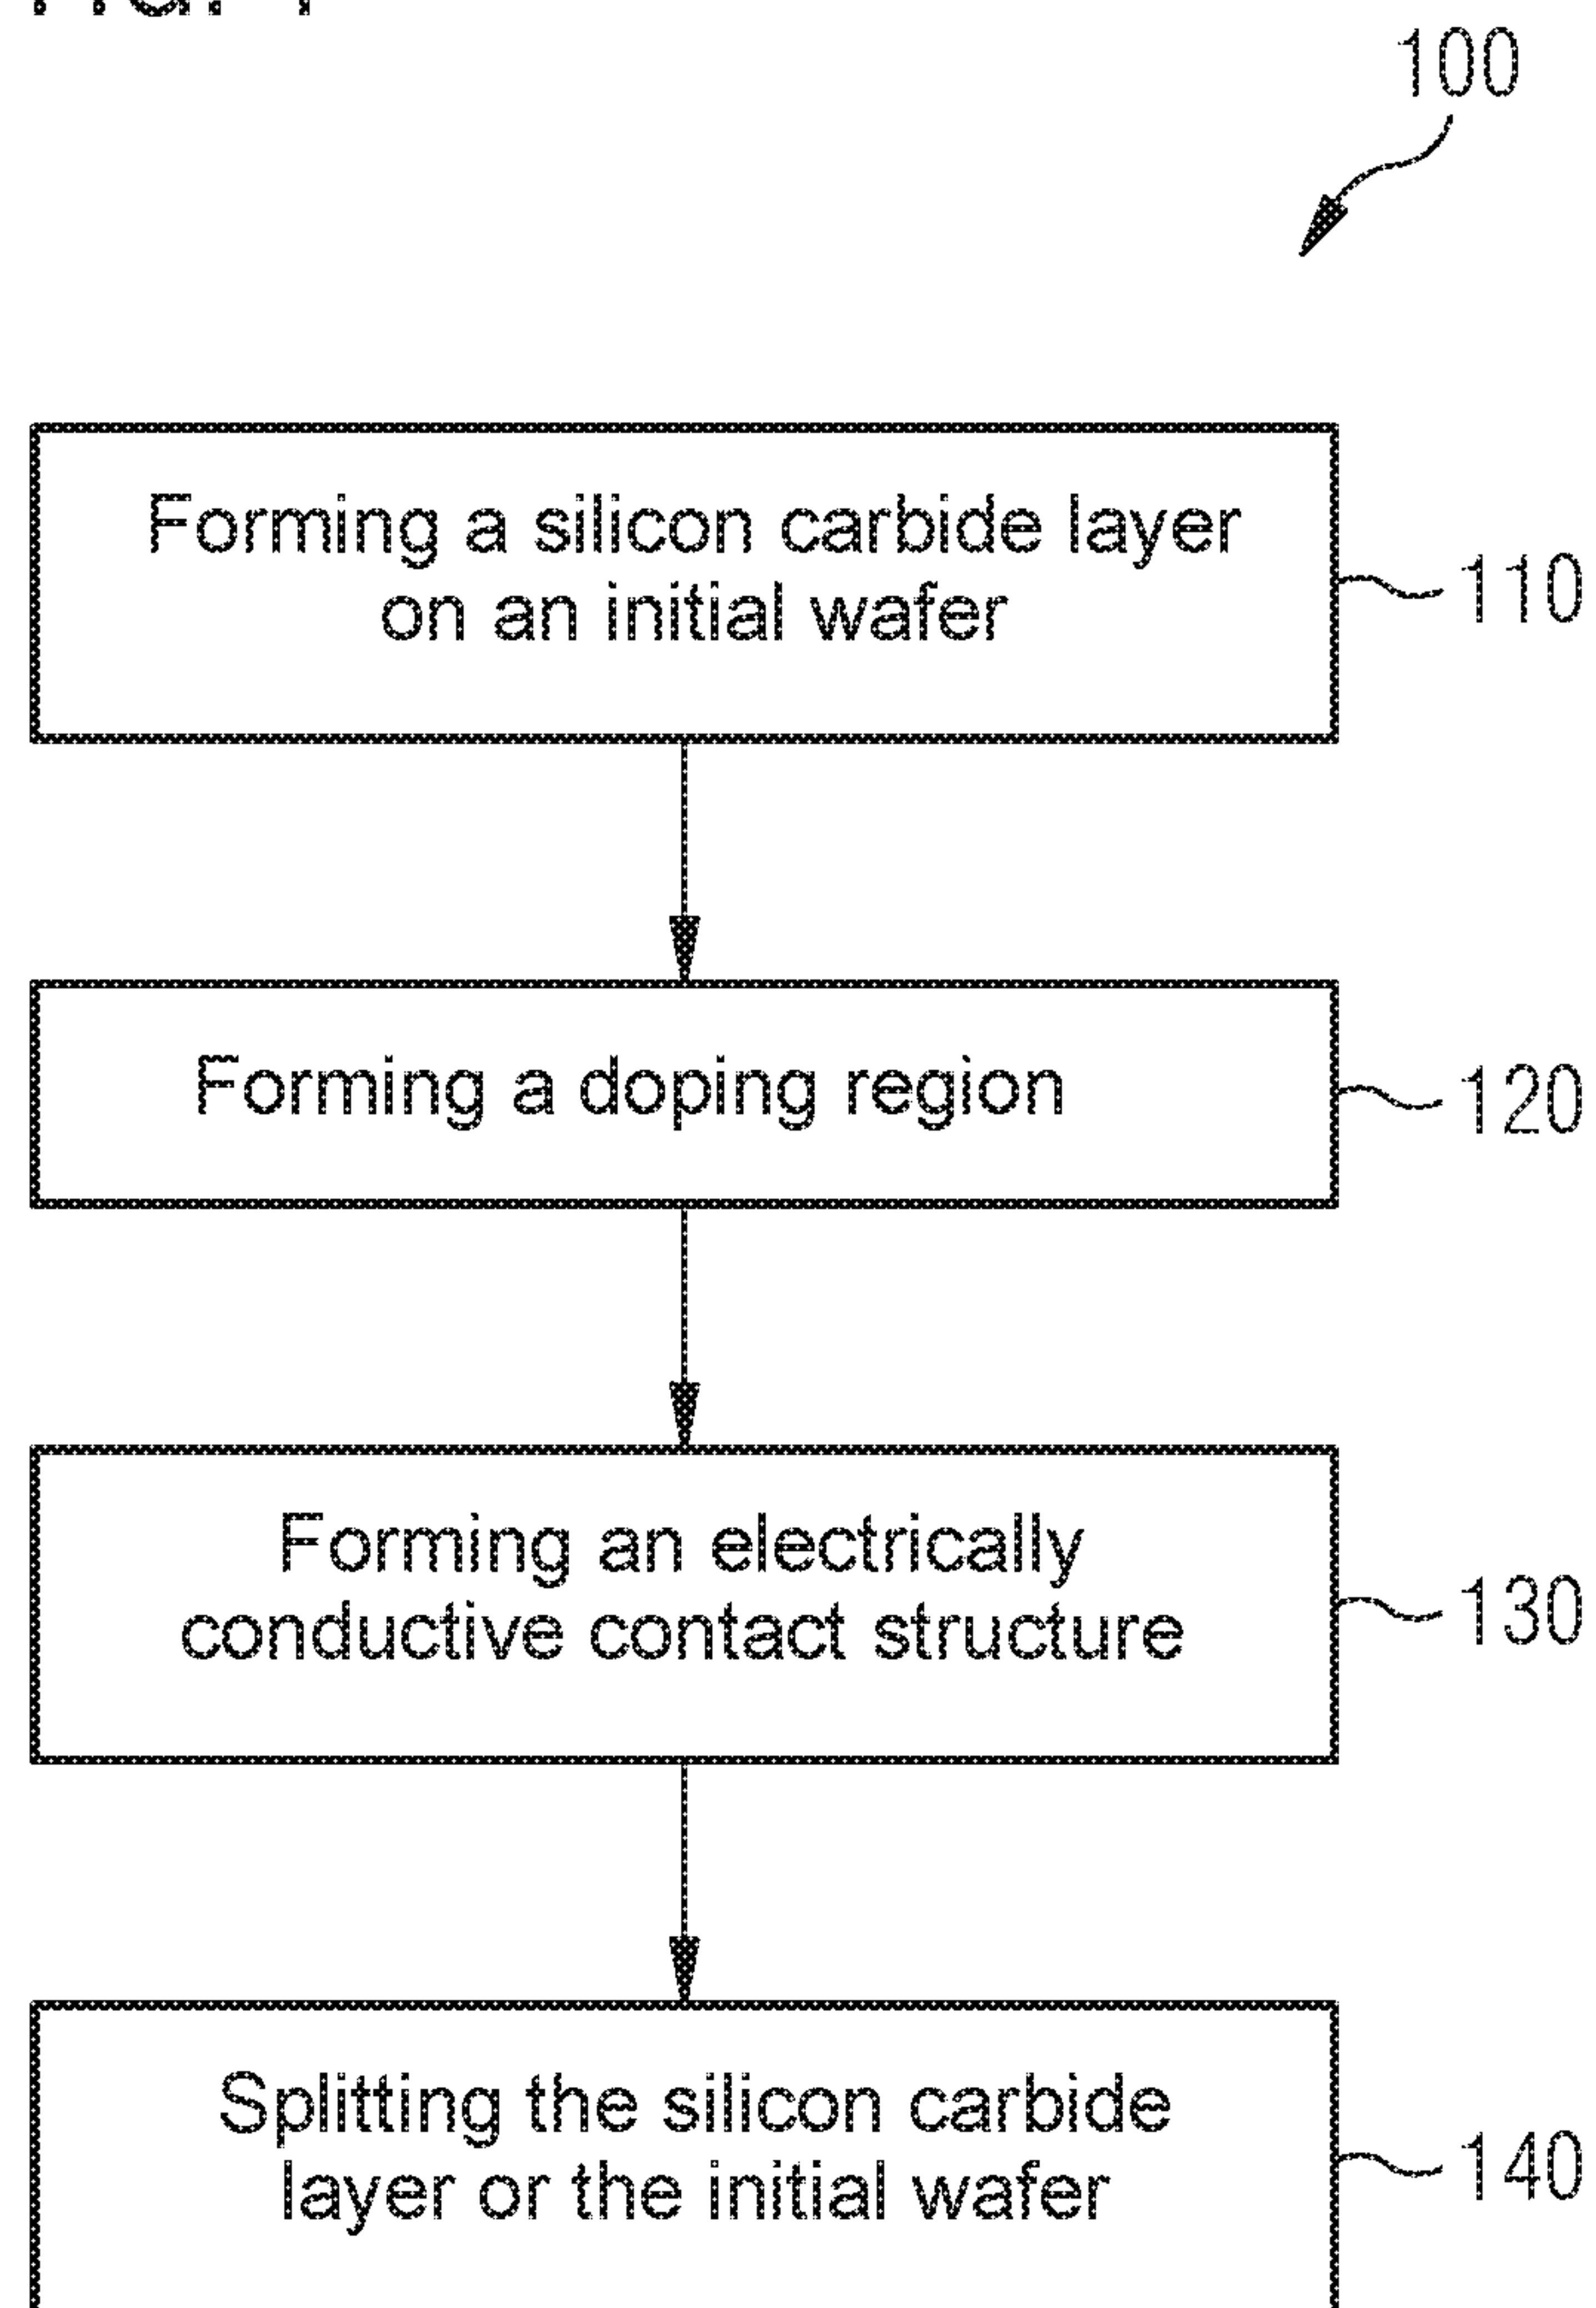 100
Forming a silicon carbide layer
on an initial wafer
110
Forming a doping region
120
Forming an electrically
conductive contact structure
130
Splitting the silicon carbide
layer or the initial wafer
140